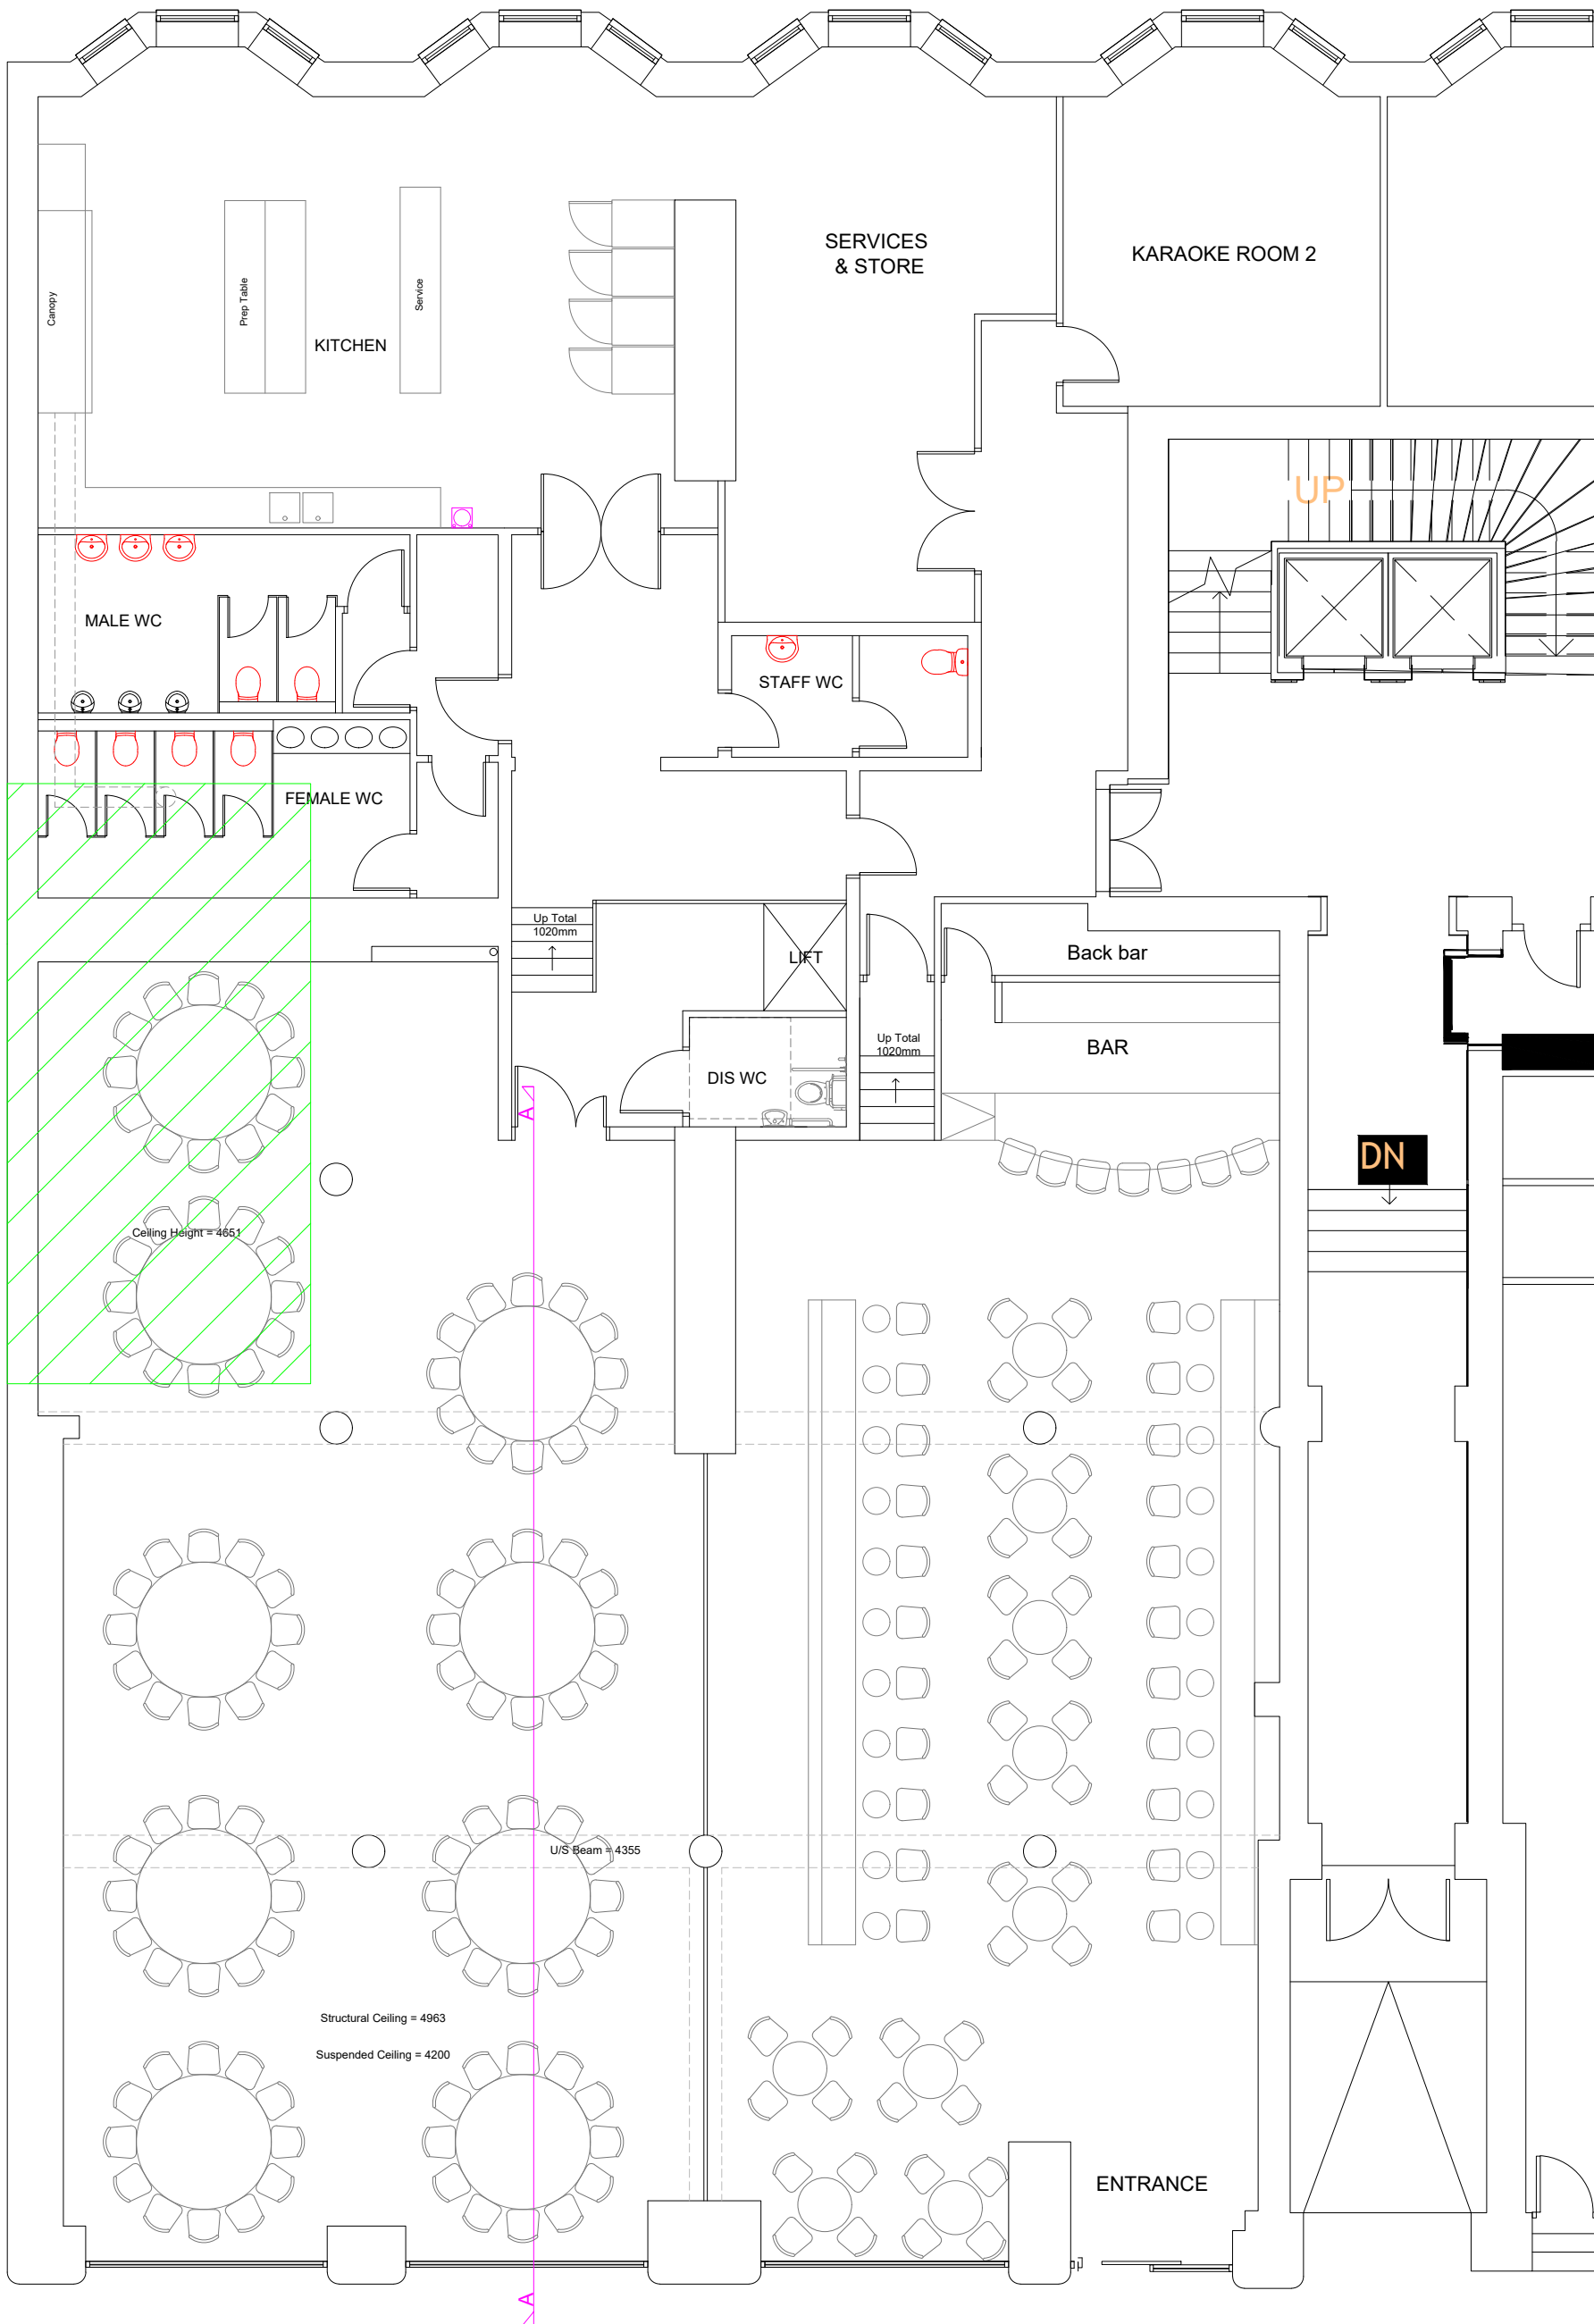 SERVICES
& STORE
KARAOKE ROOM 2
Canopy
Prep Table
Service
KITCHEN
UP
MALE WC
STAFF WC
FEMALE WC
Up Total
1020mm
LIFT
Back bar
Up Total
1020mm
BAR
DIS WC
A
DN
Ceiling Height = 4651
U/S Beam = 4355
Structural Ceiling = 4963
Suspended Ceiling = 4200
ENTRANCE
A